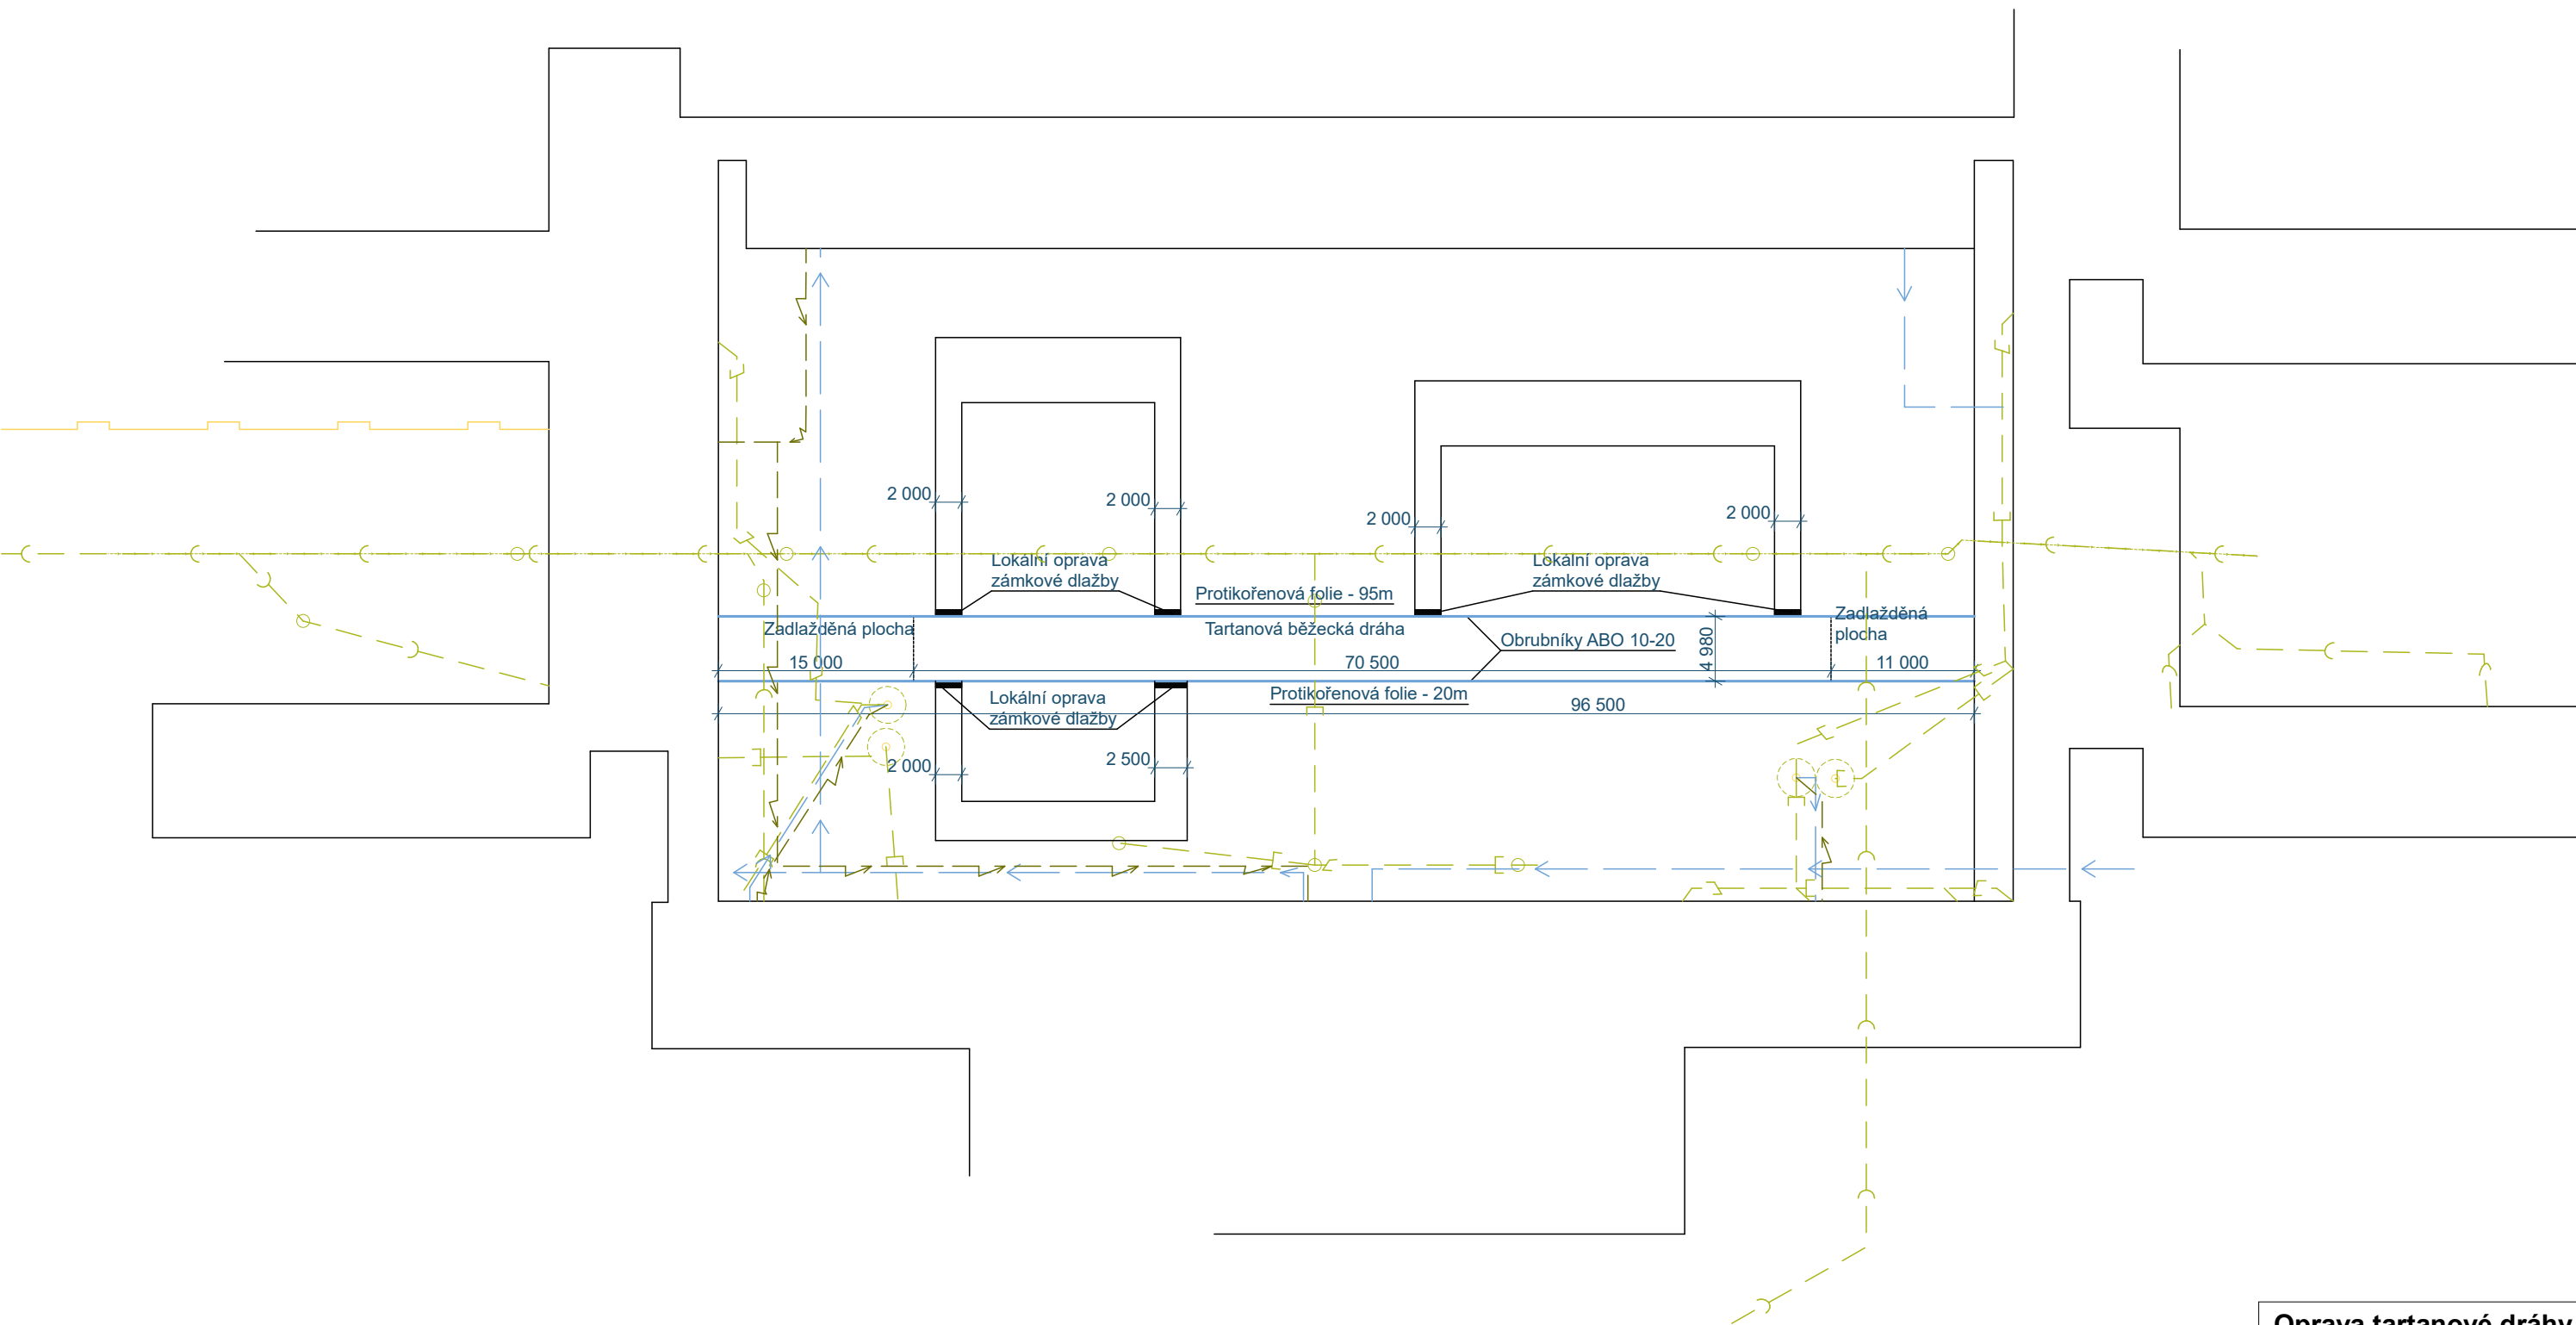 2 000
2 000
2 000
2 000
Lokální oprava
zámkové dlažby
Lokální oprava
zámkové dlažby
Protikořenová folie - 95m
Zadlažděná plocha
Tartanová běžecká dráha
Obrubníky ABO 10-20
4 980
Zadlažděná
plocha
15 000
70 500
11 000
Lokální oprava
zámkové dlažby
Protikořenová folie - 20m
96 500
2 000
2 500
Oprava tartanové dráhy